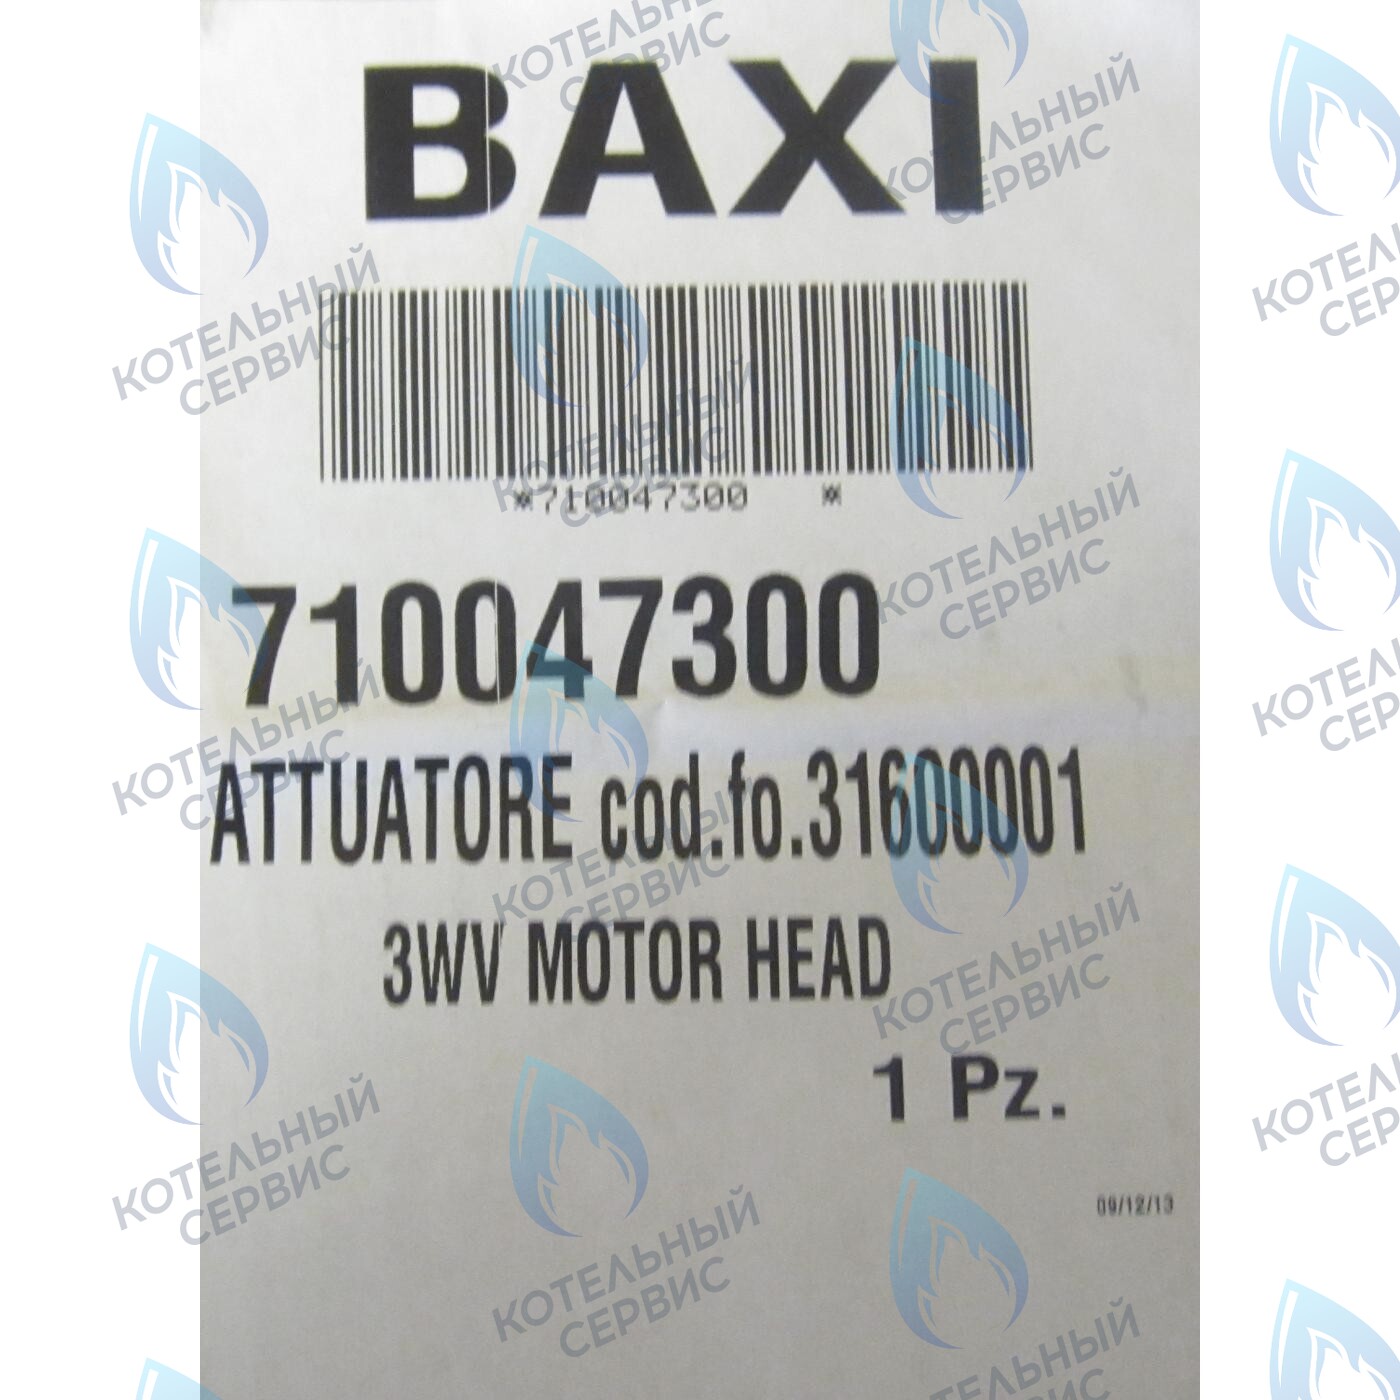 BAXI
*710047300 *
710047300
ATTUATORE cod.fo.31600001
3WV MOTOR HEAD
1 Pz.
09/12/13
КОТЕЛЬНЫЙ
СЕРВИС